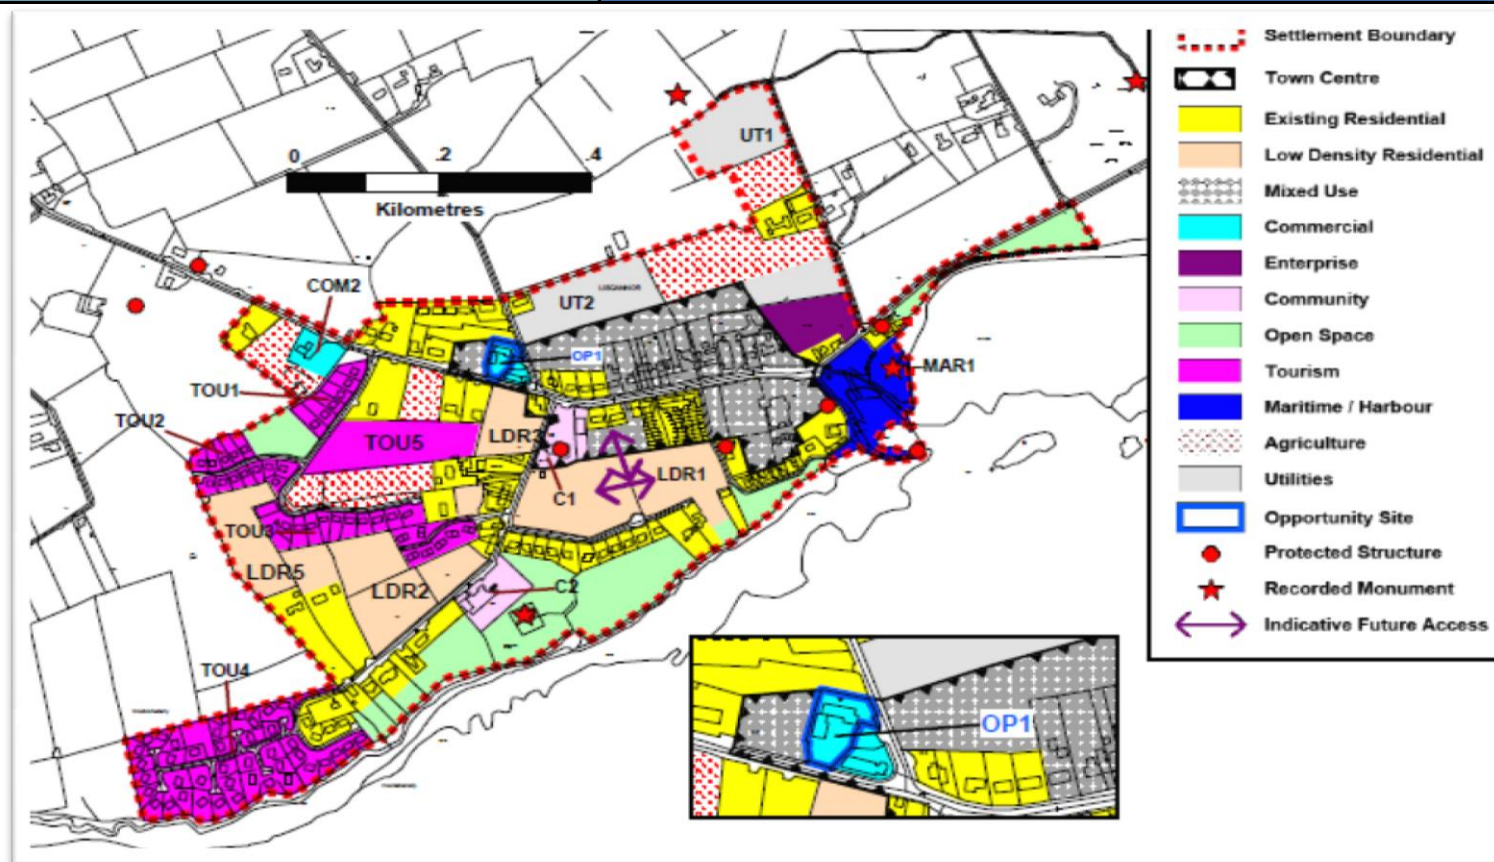 Settlement Boundary
Town Centre
Existing Residential
Low Density Residential
Mixed Use
Commercial
Enterprise
Community
Open Space
Tourism
Maritime / Harbour
Agriculture
Utilities
Opportunity Site
Protected Structure
Recorded Monument
Indicative Future Access
0 .2 .4
Kilometres
UT1
COM2
UT2
OP1
MAR1
TOU1
TOU2
TOU5
LDR3
LDR1
C1
TOU3
LDR5
LDR2
C2
TOU4
OP1